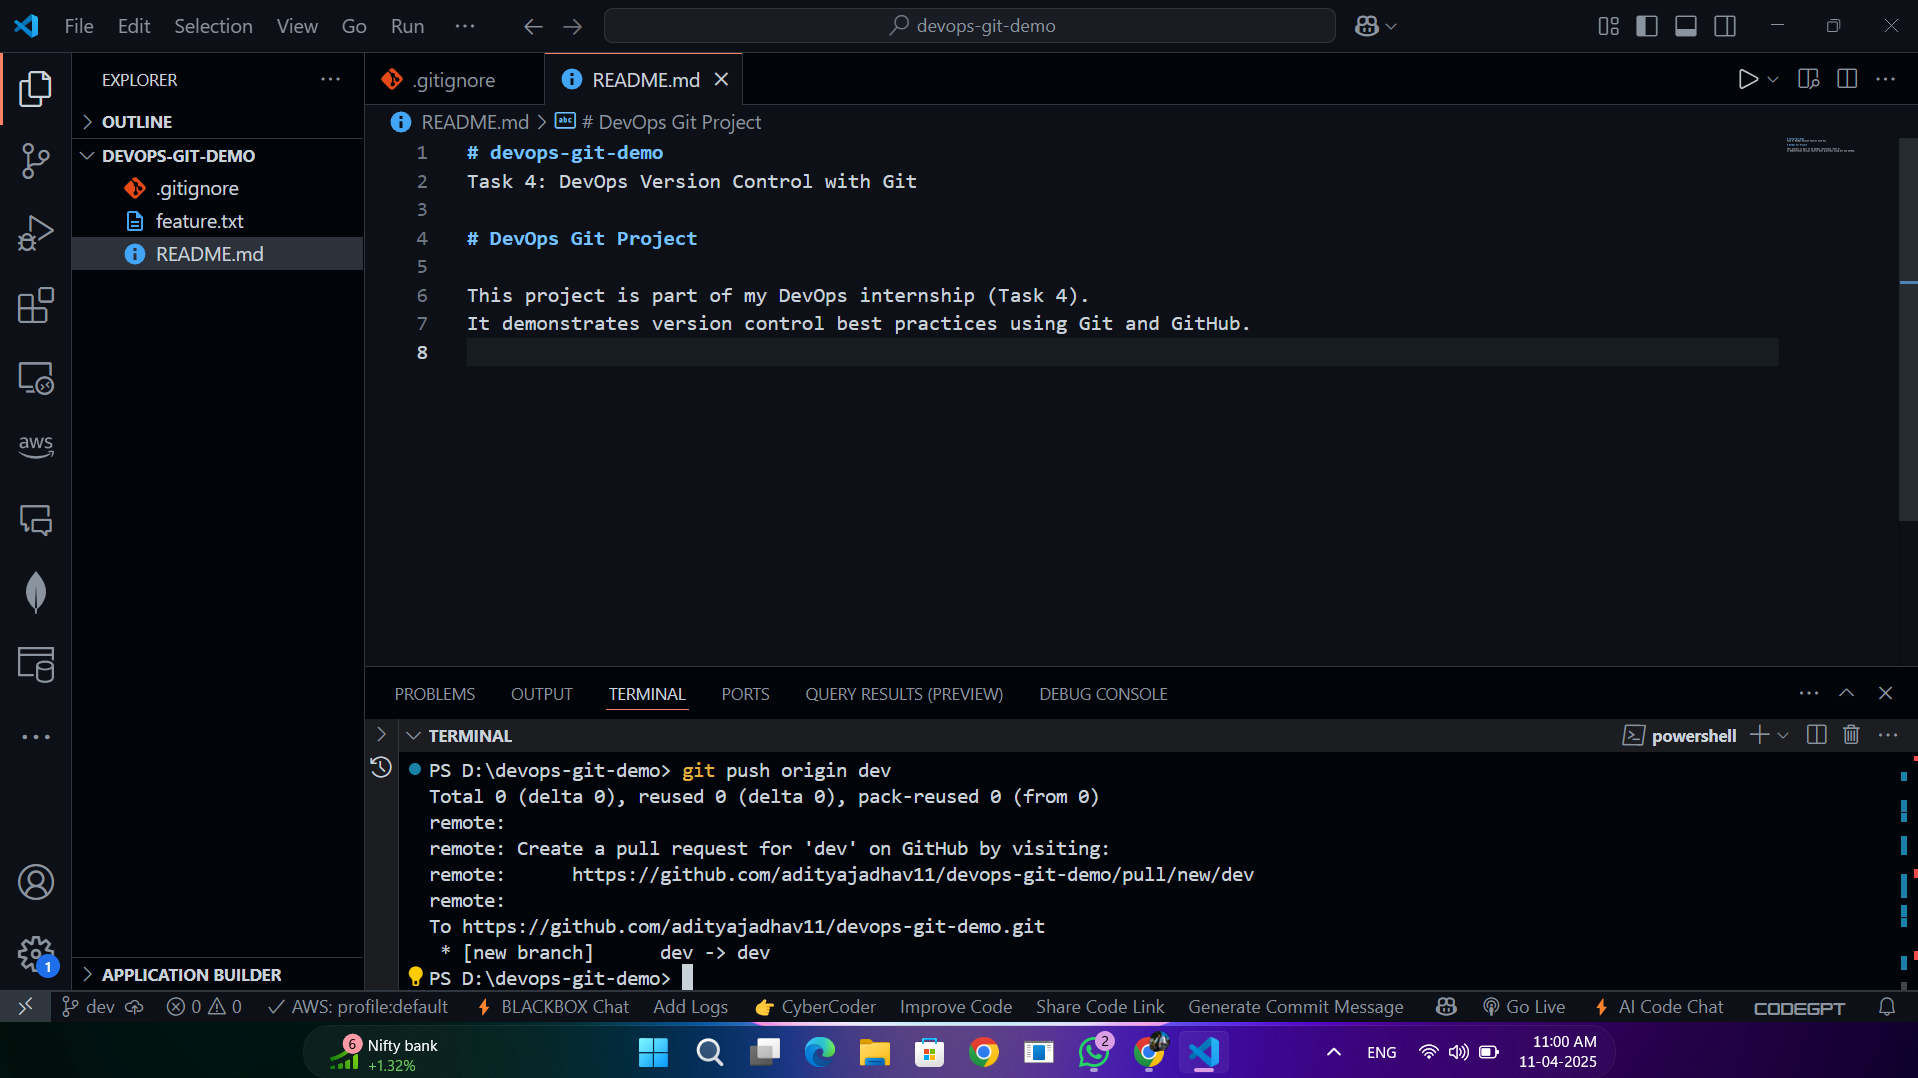 File Edit Selection View Go Run ···
devops-git-demo
EXPLORER
OUTLINE
DEVOPS-GIT-DEMO
.gitignore
feature.txt
README.md
APPLICATION BUILDER
aws
1
.gitignore
README.md
README.md > # DevOps Git Project
1 # devops-git-demo
2 Task 4: DevOps Version Control with Git
3
4 # DevOps Git Project
5
6 This project is part of my DevOps internship (Task 4).
7 It demonstrates version control best practices using Git and GitHub.
8
PROBLEMS OUTPUT TERMINAL PORTS QUERY RESULTS (PREVIEW) DEBUG CONSOLE
TERMINAL
powershell
PS D:\devops-git-demo> git push origin dev
Total 0 (delta 0), reused 0 (delta 0), pack-reused 0 (from 0)
remote:
remote: Create a pull request for 'dev' on GitHub by visiting:
remote:      https://github.com/adityajadhav11/devops-git-demo/pull/new/dev
remote:
To https://github.com/adityajadhav11/devops-git-demo.git
 * [new branch]      dev -> dev
PS D:\devops-git-demo>
dev 0 0 AWS: profile:default BLACKBOX Chat Add Logs CyberCoder Improve Code Share Code Link Generate Commit Message Go Live AI Code Chat CODEGPT
6 Nifty bank
+1.32%
2
ENG
11:00 AM
11-04-2025